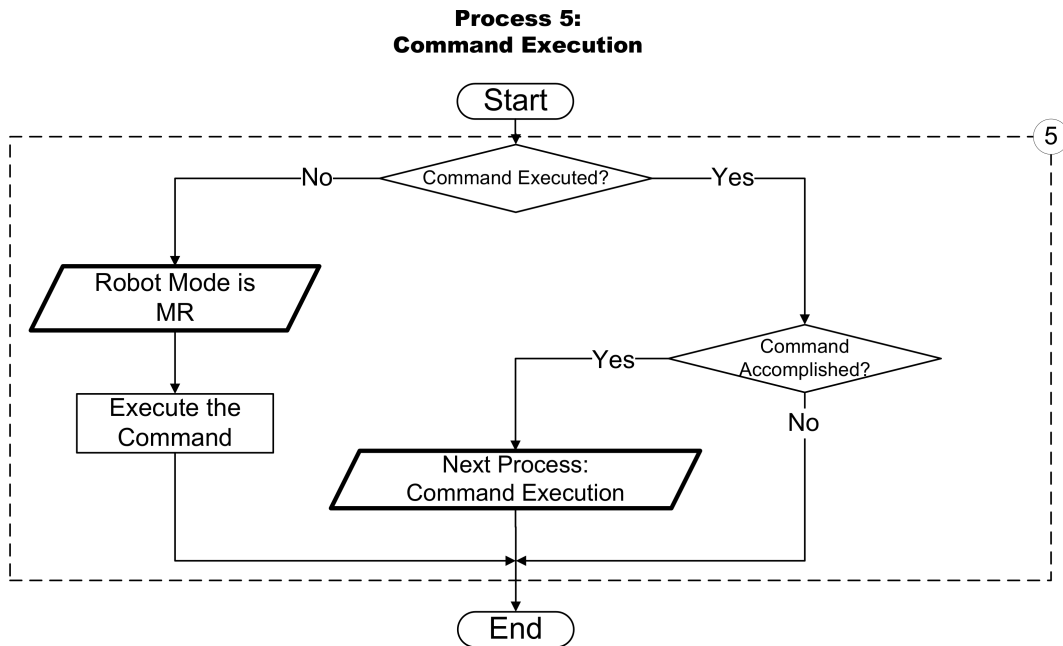 Process 5:
Command Execution
Start
5
Command Executed?
No
Yes
Robot Mode is
MR
Command
Accomplished?
Yes
Execute the
Command
No
Next Process:
Command Execution
End